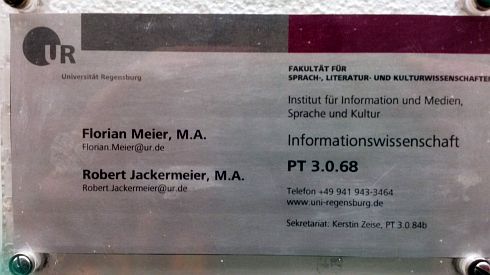 UR
Universität Regensburg
Florian Meier, M.A.
Florian.Meier@ur.de
Robert Jackermeier, M.A.
Robert.Jackermeier@ur.de
FAKULTÄT FÜR
SPRACH-, LITERATUR- UND KULTURWISSENSCHAFTEN
Institut für Information und Medien,
Sprache und Kultur
Informationswissenschaft
PT 3.0.68
Telefon +49 941 943-3464
www.uni-regensburg.de
Sekretariat: Kerstin Zeise, PT 3.0.84b